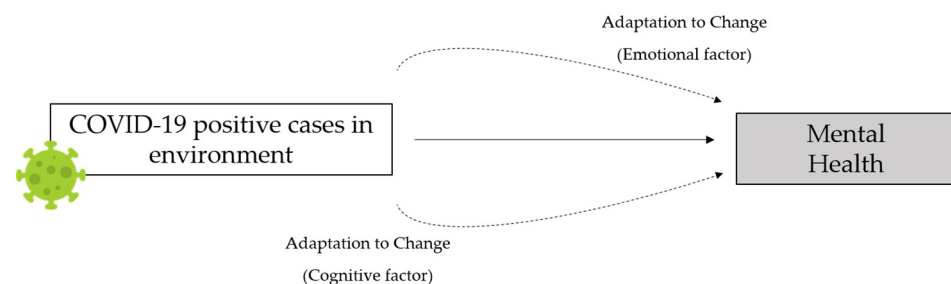 Adaptation to Change
(Emotional factor)
COVID-19 positive cases in
environment
Mental
Health
Adaptation to Change
(Cognitive factor)